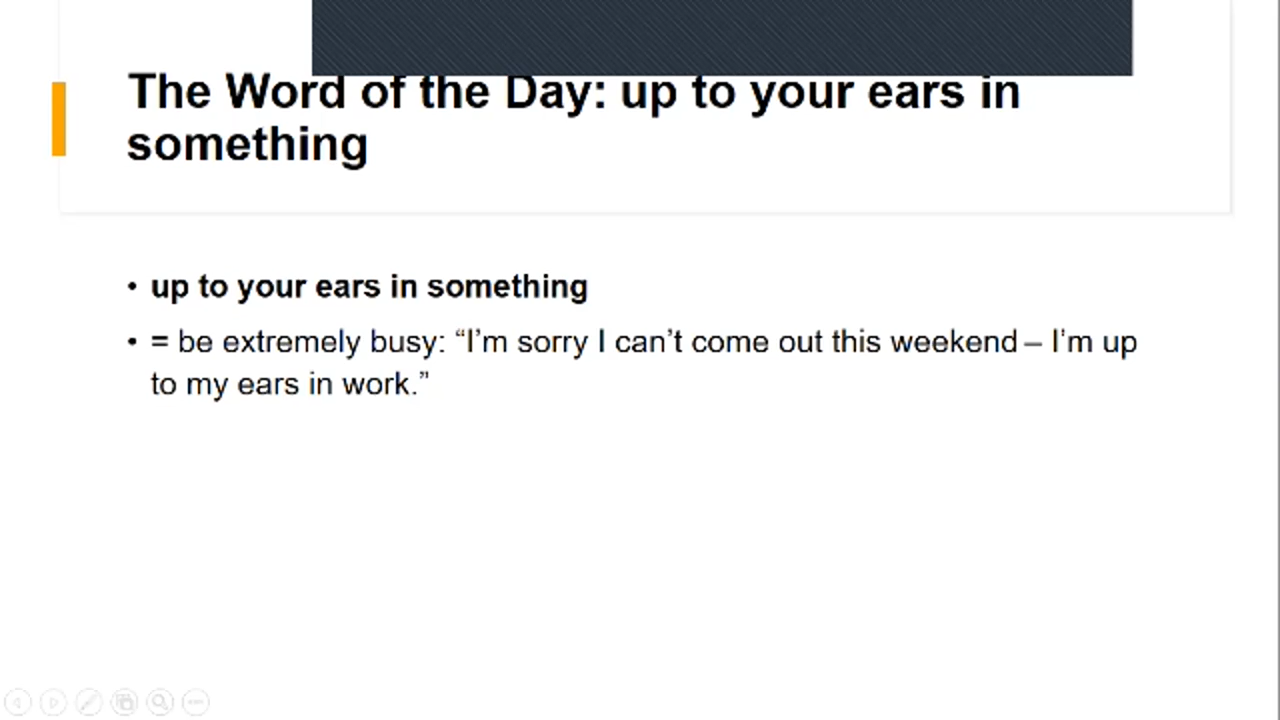 The Word of the Day: up to your ears in
something
• up to your ears in something
• = be extremely busy: “I’m sorry I can’t come out this weekend – I’m up
to my ears in work.”